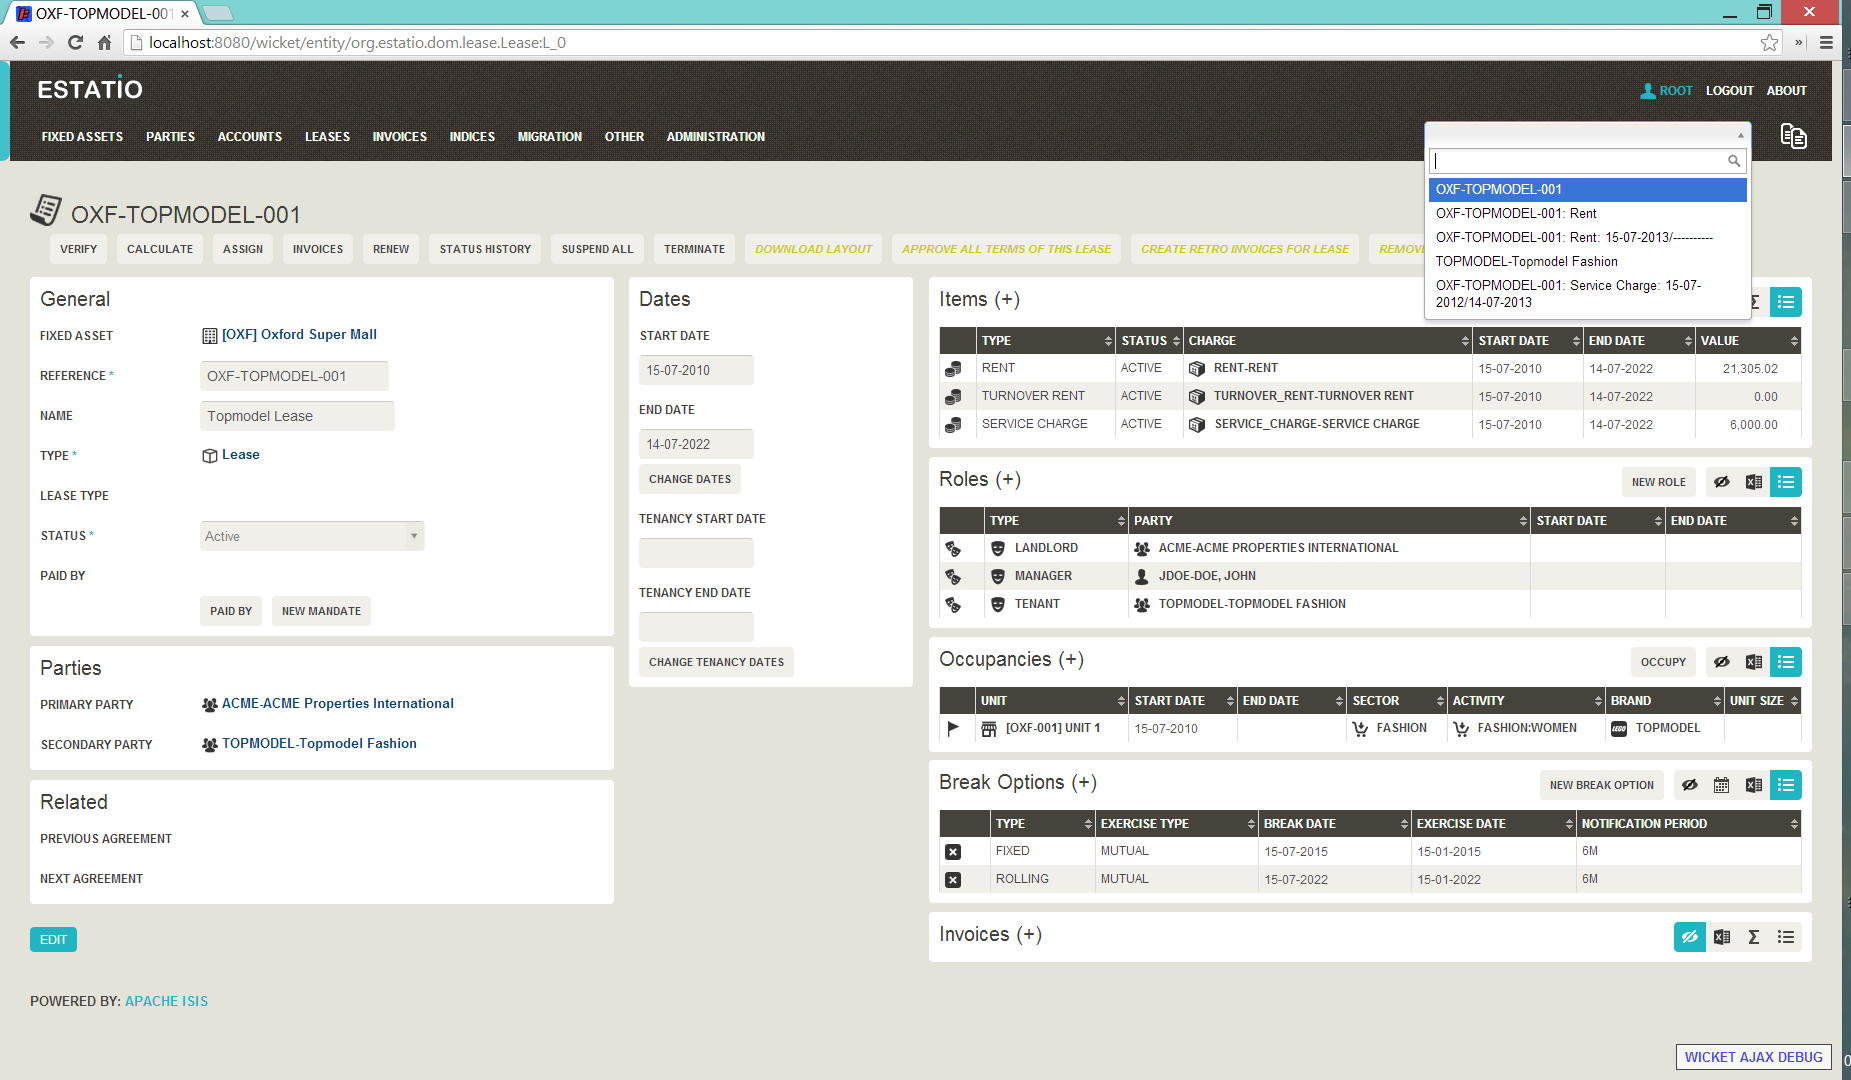 OXF-TOPMODEL-001
localhost:8080/wicket/entity/org.estatio.dom.lease.Lease:L_0
ESTATIO
ROOT LOGOUT ABOUT
FIXED ASSETS PARTIES ACCOUNTS LEASES INVOICES INDICES MIGRATION OTHER ADMINISTRATION
OXF-TOPMODEL-001
OXF-TOPMODEL-001: Rent
OXF-TOPMODEL-001: Rent: 15-07-2013/----------
TOPMODEL-Topmodel Fashion
OXF-TOPMODEL-001: Service Charge: 15-07-
2012/14-07-2013
OXF-TOPMODEL-001
VERIFY CALCULATE ASSIGN INVOICES RENEW STATUS HISTORY SUSPEND ALL TERMINATE DOWNLOAD LAYOUT APPROVE ALL TERMS OF THIS LEASE CREATE RETRO INVOICES FOR LEASE
General
FIXED ASSET [OXF] Oxford Super Mall
REFERENCE * OXF-TOPMODEL-001
NAME Topmodel Lease
TYPE * Lease
LEASE TYPE
STATUS * Active
PAID BY
PAID BY NEW MANDATE
Parties
PRIMARY PARTY ACME-ACME Properties International
SECONDARY PARTY TOPMODEL-Topmodel Fashion
Related
PREVIOUS AGREEMENT
NEXT AGREEMENT
EDIT
Dates
START DATE
15-07-2010
END DATE
14-07-2022
CHANGE DATES
TENANCY START DATE
TENANCY END DATE
CHANGE TENANCY DATES
Items (+)
TYPE STATUS CHARGE START DATE END DATE VALUE
RENT ACTIVE RENT-RENT 15-07-2010 14-07-2022 21,305.02
TURNOVER RENT ACTIVE TURNOVER_RENT-TURNOVER RENT 15-07-2010 14-07-2022 0.00
SERVICE CHARGE ACTIVE SERVICE_CHARGE-SERVICE CHARGE 15-07-2010 14-07-2022 6,000.00
Roles (+) NEW ROLE
TYPE PARTY START DATE END DATE
LANDLORD ACME-ACME PROPERTIES INTERNATIONAL
MANAGER JDOE-DOE, JOHN
TENANT TOPMODEL-TOPMODEL FASHION
Occupancies (+) OCCUPY
UNIT START DATE END DATE SECTOR ACTIVITY BRAND UNIT SIZE
[OXF-001] UNIT 1 15-07-2010 FASHION FASHION:WOMEN TOPMODEL
Break Options (+) NEW BREAK OPTION
TYPE EXERCISE TYPE BREAK DATE EXERCISE DATE NOTIFICATION PERIOD
FIXED MUTUAL 15-07-2015 15-01-2015 6M
ROLLING MUTUAL 15-07-2022 15-01-2022 6M
Invoices (+)
POWERED BY: APACHE ISIS
WICKET AJAX DEBUG